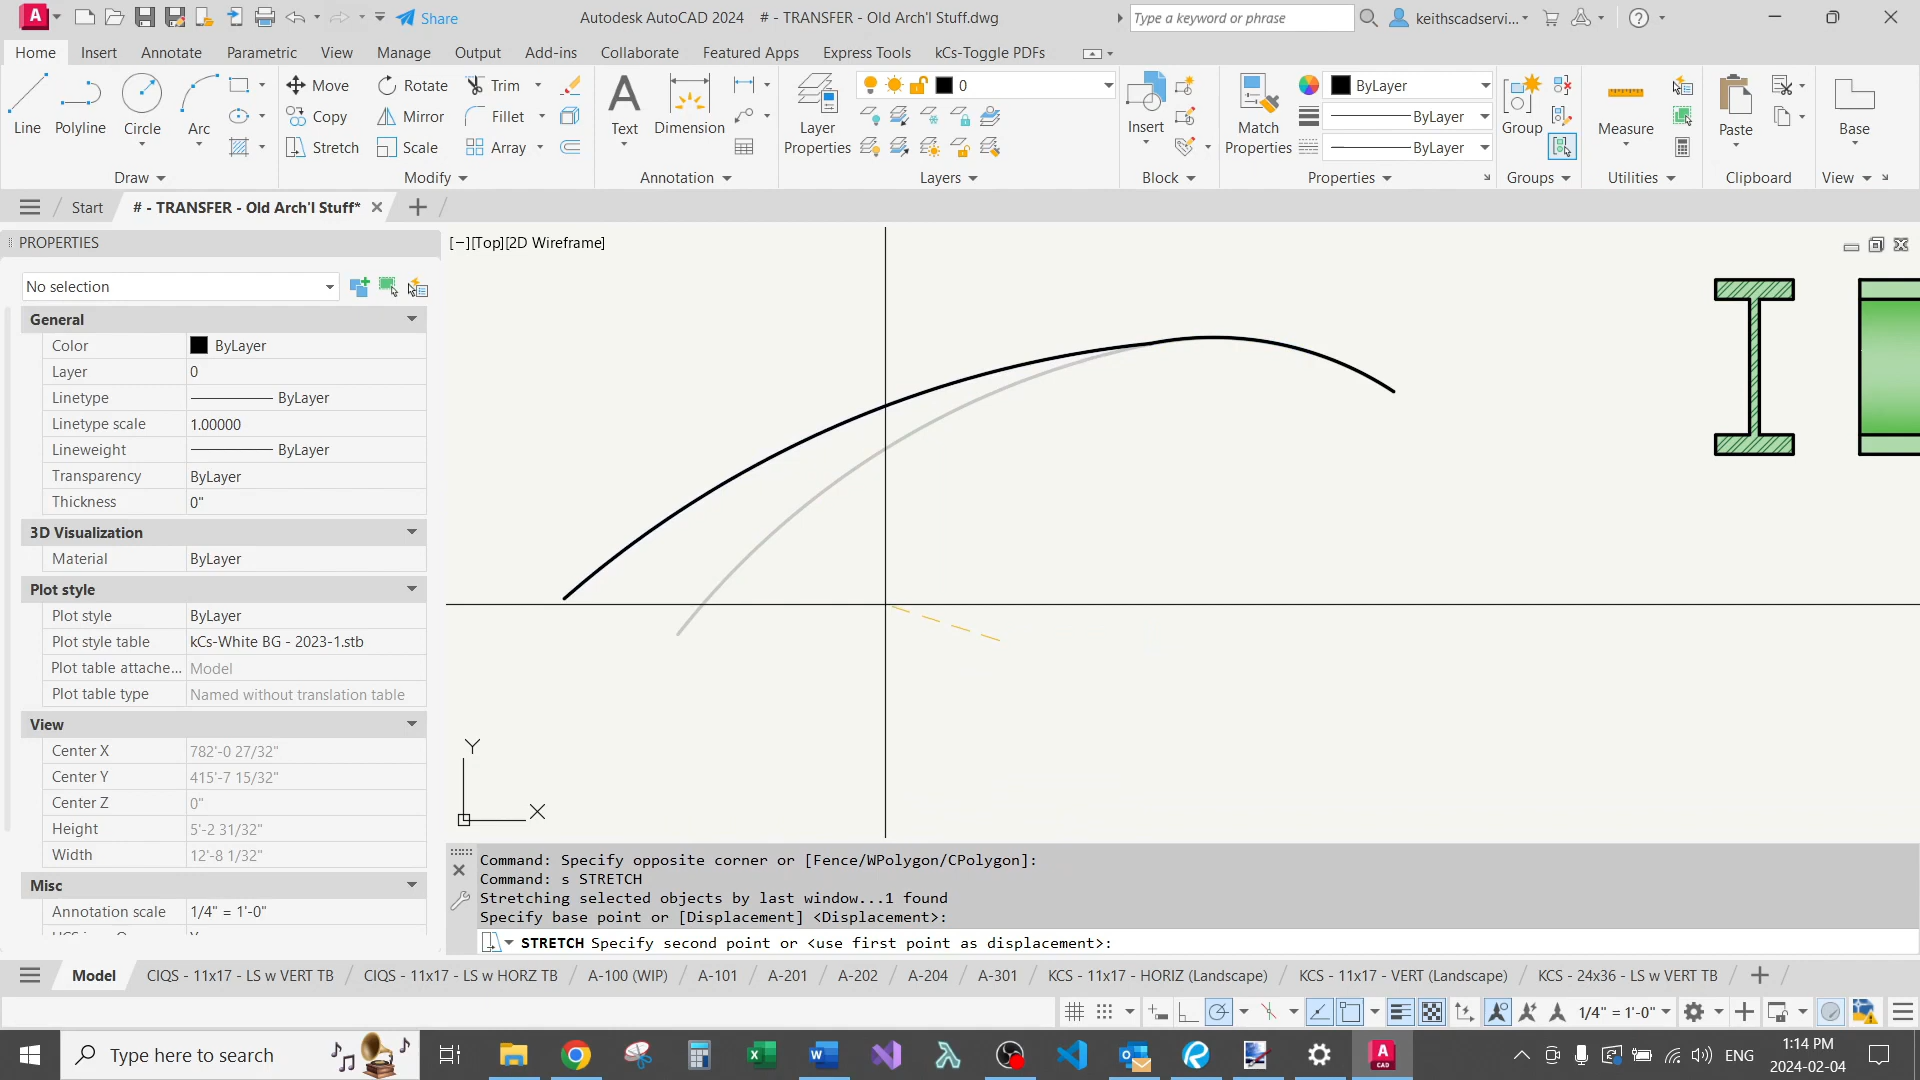 Share
Autodesk AutoCAD 2024 # - TRANSFER - Old Arch'l Stuff.dwg
Type a keyword or phrase
keithscadservi...
Home Insert Annotate Parametric View Manage Output Add-ins Collaborate Featured Apps Express Tools kCs-Toggle PDFs
Line Polyline Circle Arc
Move Rotate Trim
Copy Mirror Fillet
Stretch Scale Array
Text Dimension
Layer Properties
0
Insert
Match Properties
ByLayer
ByLayer
ByLayer
Group
Measure
Paste
Base
Draw Modify Annotation Layers Block Properties Groups Utilities Clipboard View
Start # - TRANSFER - Old Arch'l Stuff*
PROPERTIES
[−][Top][2D Wireframe]
No selection
General
Color ByLayer
Layer 0
Linetype ByLayer
Linetype scale 1.00000
Lineweight ByLayer
Transparency ByLayer
Thickness 0"
3D Visualization
Material ByLayer
Plot style
Plot style ByLayer
Plot style table kCs-White BG - 2023-1.stb
Plot table attache... Model
Plot table type Named without translation table
View
Center X 782'-0 27/32"
Center Y 415'-7 15/32"
Center Z 0"
Height 5'-2 31/32"
Width 12'-8 1/32"
Misc
Annotation scale 1/4" = 1'-0"
Y
X
Command: Specify opposite corner or [Fence/WPolygon/CPolygon]:
Command: s STRETCH
Stretching selected objects by last window...1 found
Specify base point or [Displacement] <Displacement>:
STRETCH Specify second point or <use first point as displacement>:
Model CIQS - 11x17 - LS w VERT TB CIQS - 11x17 - LS w HORZ TB A-100 (WIP) A-101 A-201 A-202 A-204 A-301 KCS - 11x17 - HORIZ (Landscape) KCS - 11x17 - VERT (Landscape) KCS - 24x36 - LS w VERT TB
1/4" = 1'-0"
Type here to search
ENG
1:14 PM
2024-02-04